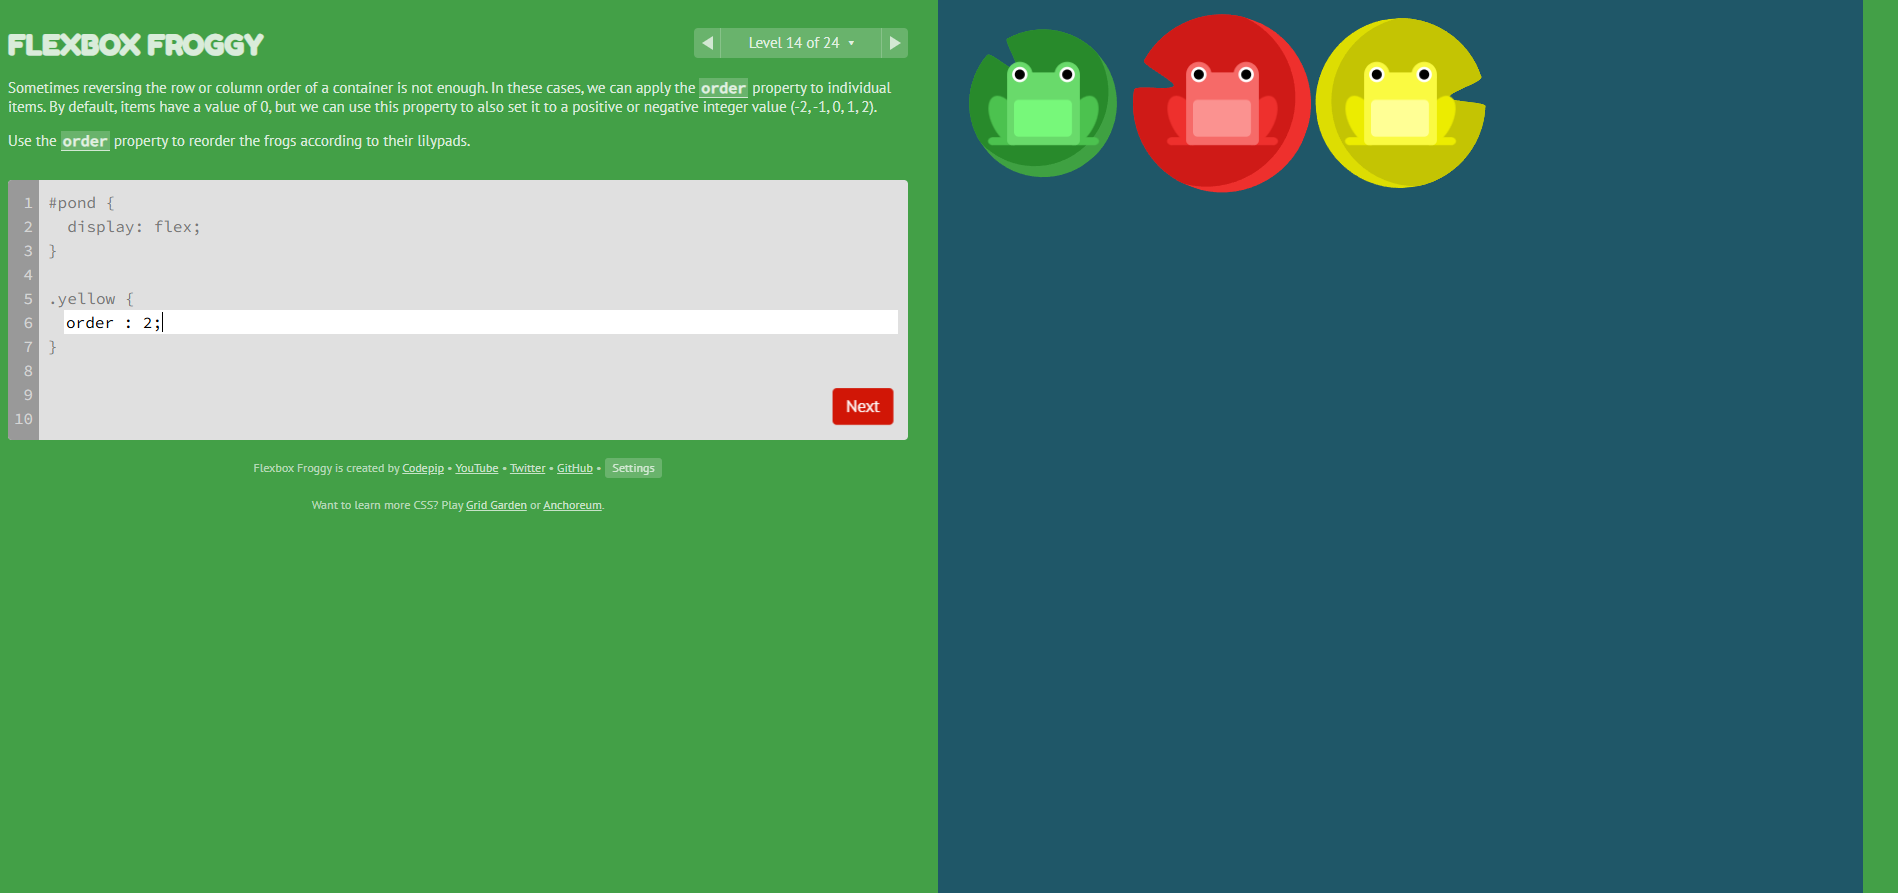 FLEXBOX FROGGY
◀ Level 14 of 24 ▾ ▶
Sometimes reversing the row or column order of a container is not enough. In these cases, we can apply the order property to individual
items. By default, items have a value of 0, but we can use this property to also set it to a positive or negative integer value (-2, -1, 0, 1, 2).
Use the order property to reorder the frogs according to their lilypads.
1 #pond {
2   display: flex;
3 }
4
5 .yellow {
6   order : 2;
7 }
8
9
10
Next
Flexbox Froggy is created by Codepip • YouTube • Twitter • GitHub • Settings
Want to learn more CSS? Play Grid Garden or Anchoreum.